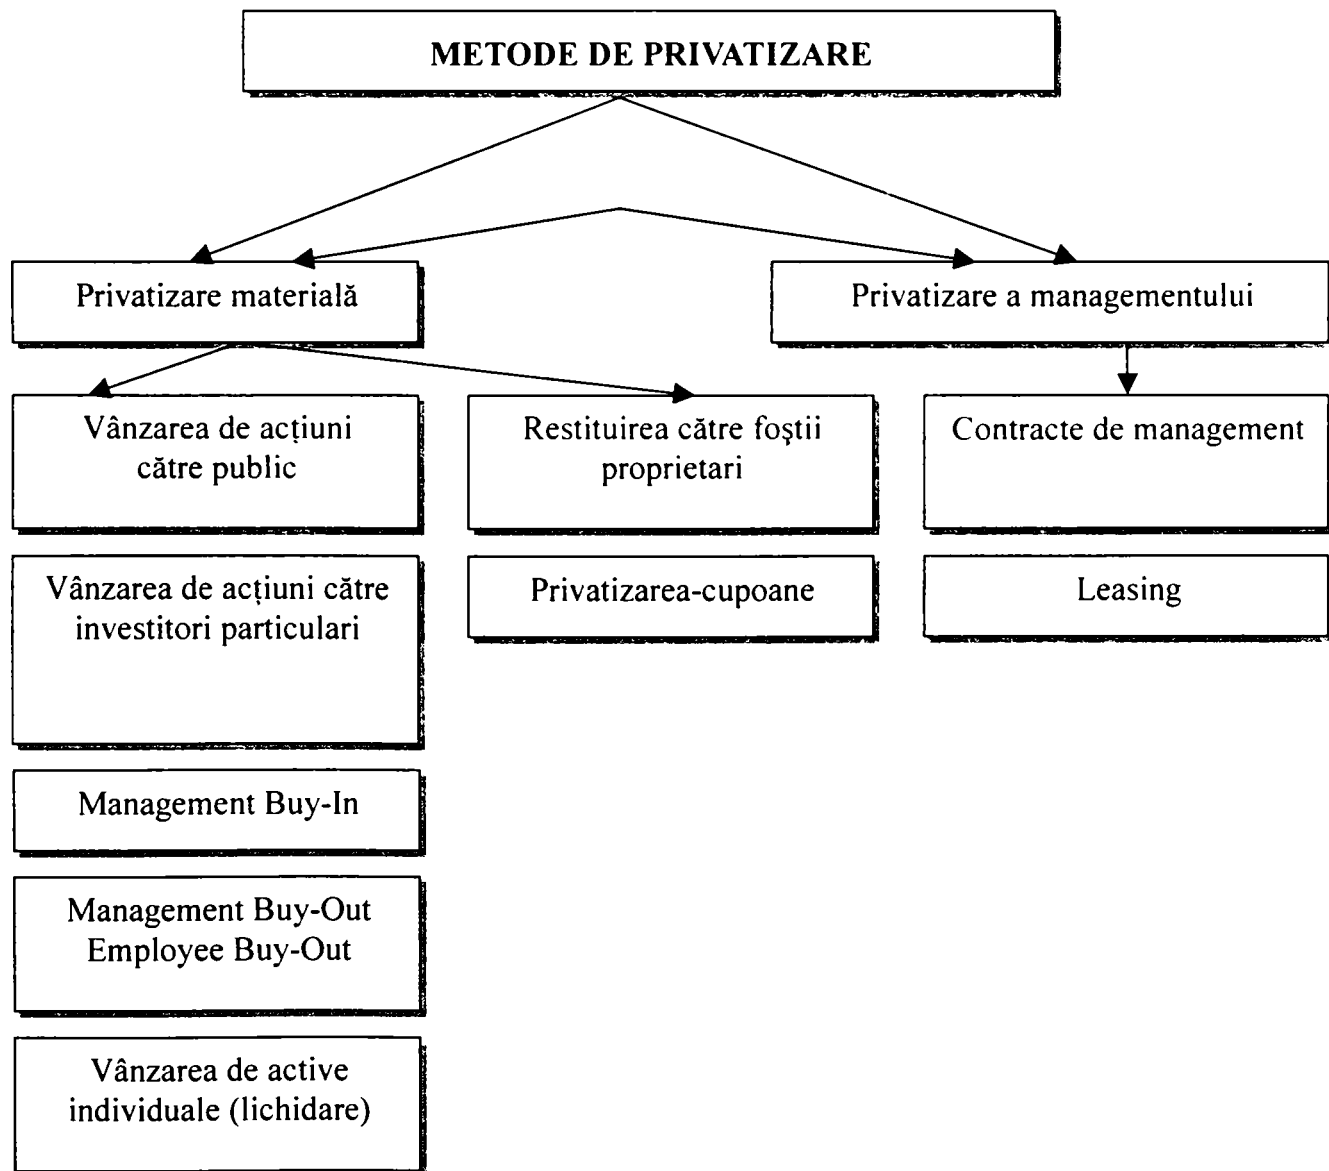 METODE DE PRIVATIZARE
Privatizare materială
Privatizare a managementului
Vânzarea de acțiuni
către public
Restituirea către foştii
proprietari
Contracte de management
Vânzarea de acțiuni către
investitori particulari
Privatizarea-cupoane
Leasing
Management Buy-In
Management Buy-Out
Employee Buy-Out
Vânzarea de active
individuale (lichidare)